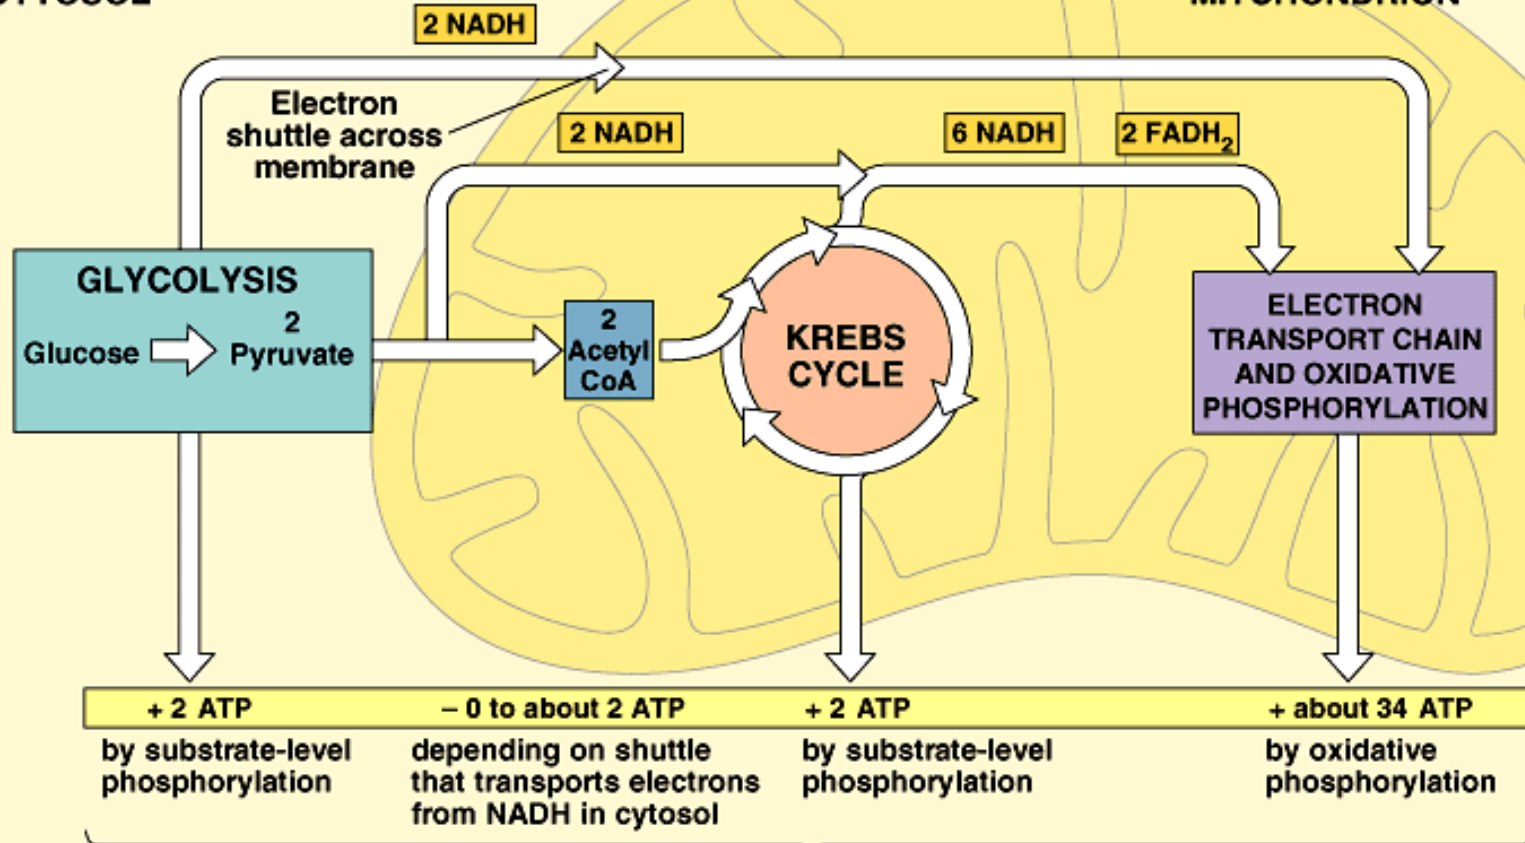 2 NADH
Electron
shuttle across
membrane
2 NADH
6 NADH
2 FADH₂
GLYCOLYSIS
Glucose
2
Pyruvate
2
Acetyl
CoA
KREBS
CYCLE
ELECTRON
TRANSPORT CHAIN
AND OXIDATIVE
PHOSPHORYLATION
+ 2 ATP
by substrate-level
phosphorylation
– 0 to about 2 ATP
depending on shuttle
that transports electrons
from NADH in cytosol
+ 2 ATP
by substrate-level
phosphorylation
+ about 34 ATP
by oxidative
phosphorylation